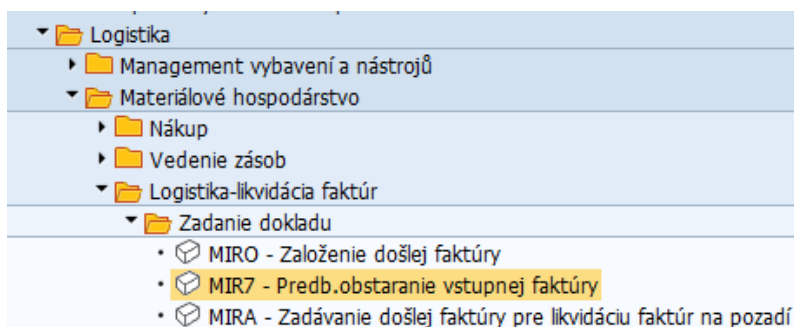 Logistika
Management vybavení a nástrojů
Materiálové hospodárstvo
Nákup
Vedenie zásob
Logistika-likvidácia faktúr
Zadanie dokladu
MIRO - Založenie došlej faktúry
MIR7 - Predb.obstaranie vstupnej faktúry
MIRA - Zadávanie došlej faktúry pre likvidáciu faktúr na pozadí